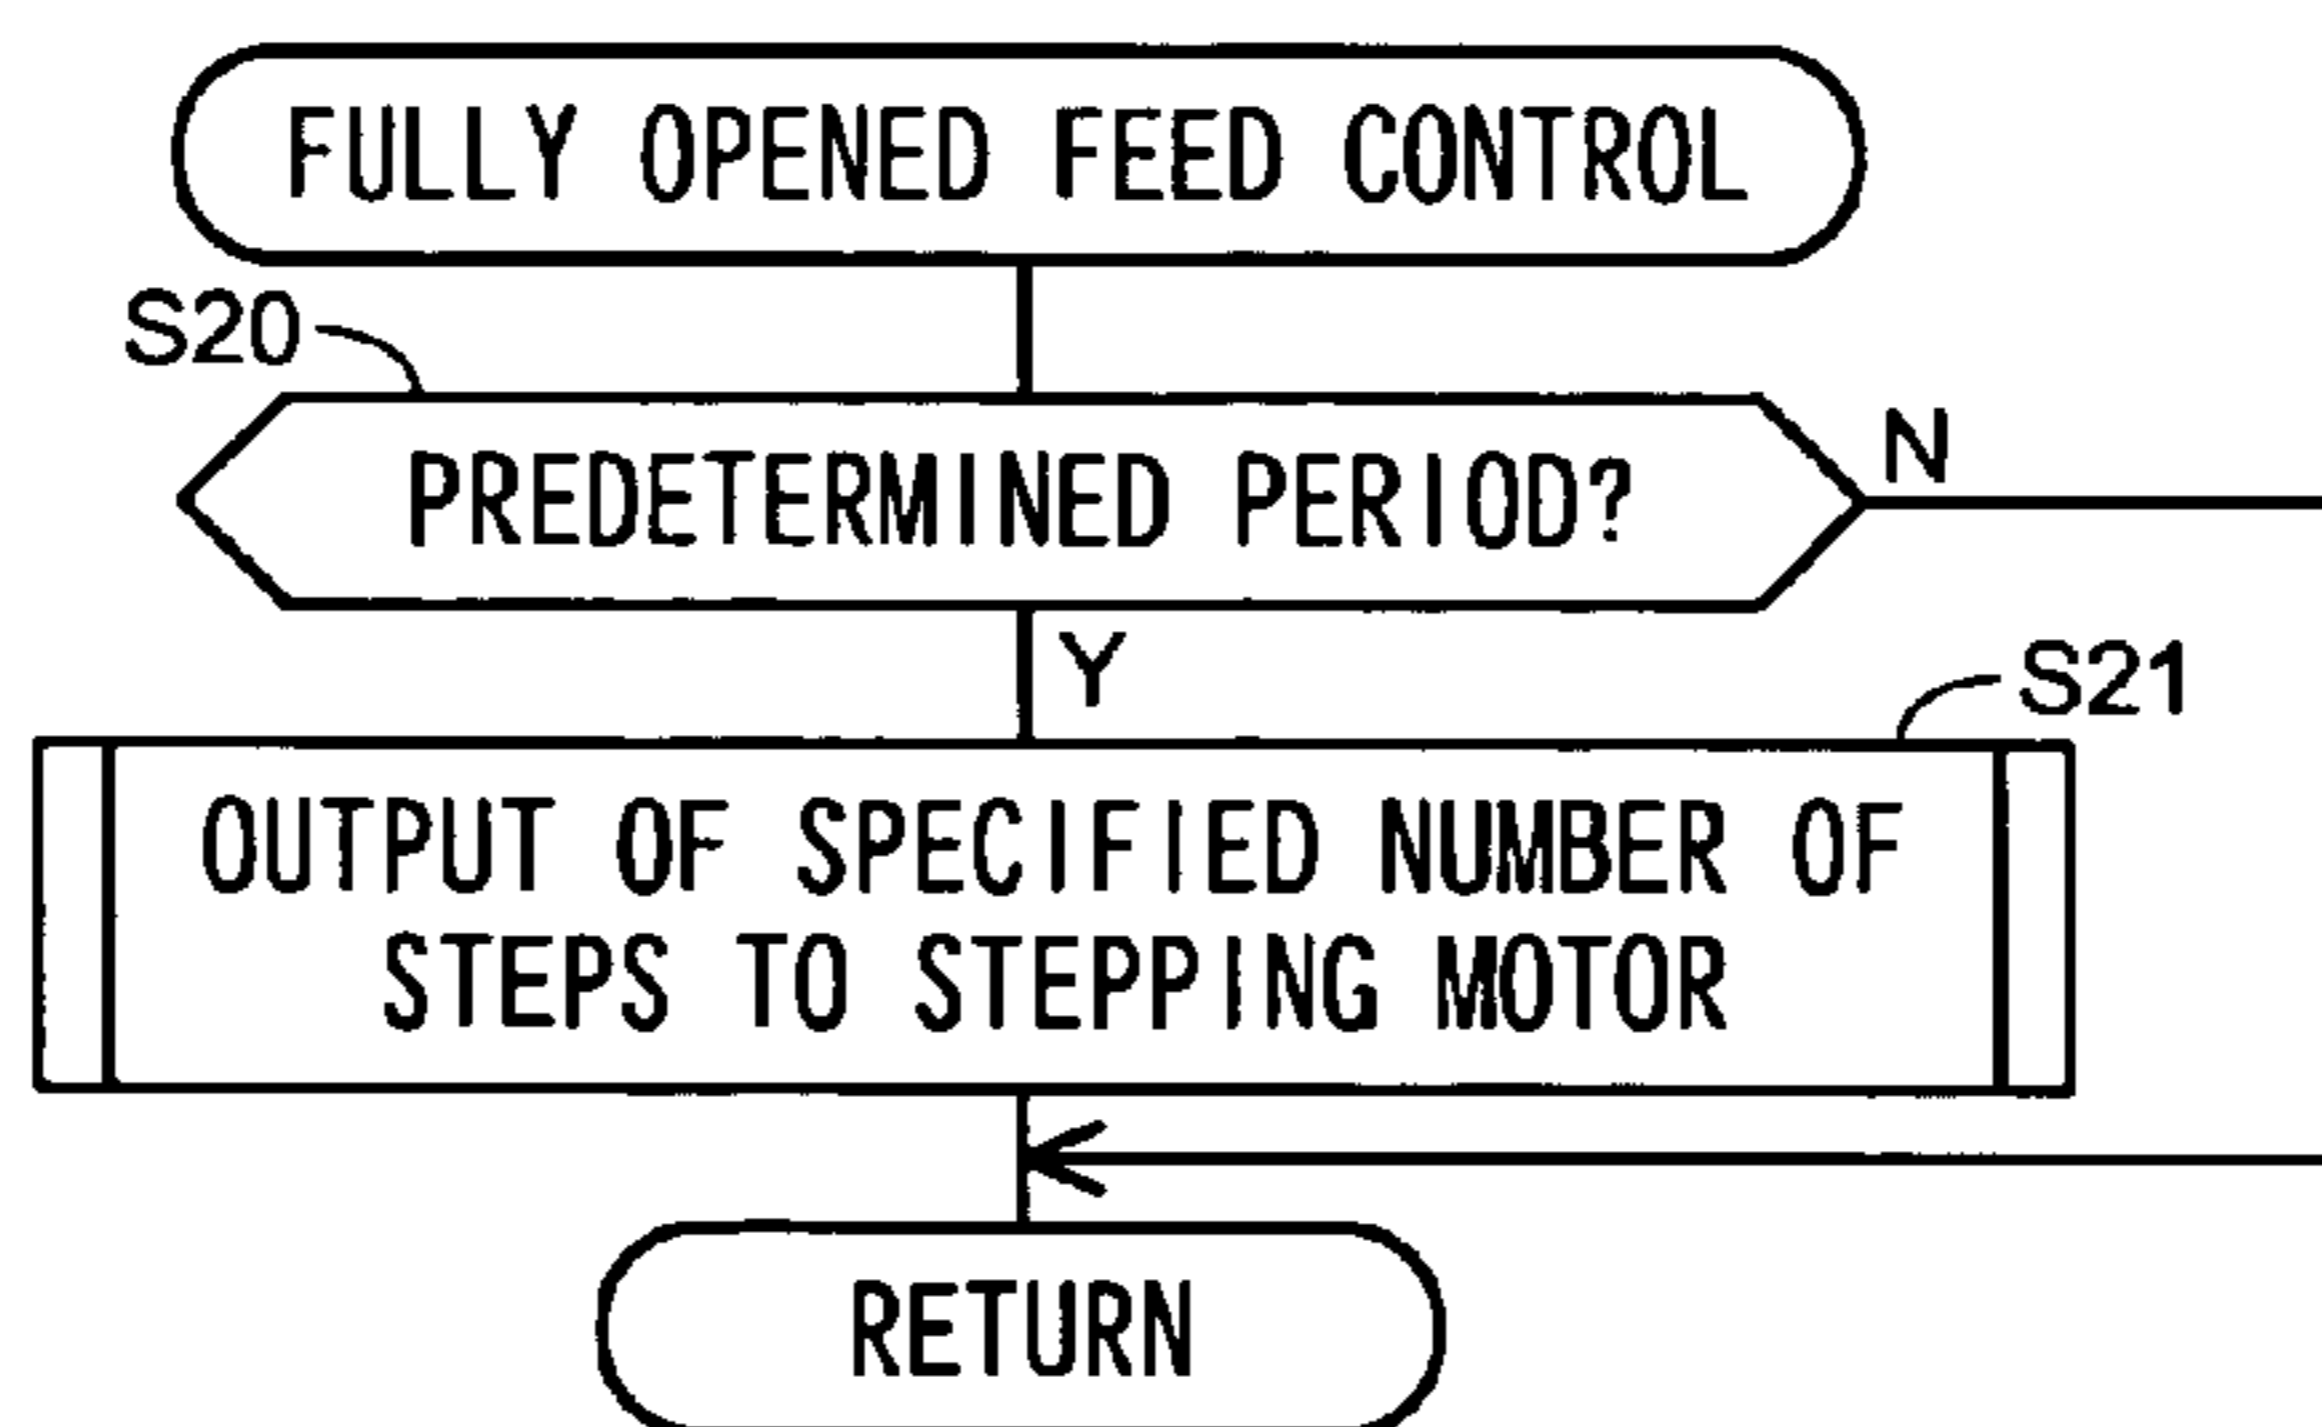 FULLY OPENED FEED CONTROL
S20
PREDETERMINED PERIOD?
N
Y
S21
OUTPUT OF SPECIFIED NUMBER OF
STEPS TO STEPPING MOTOR
RETURN